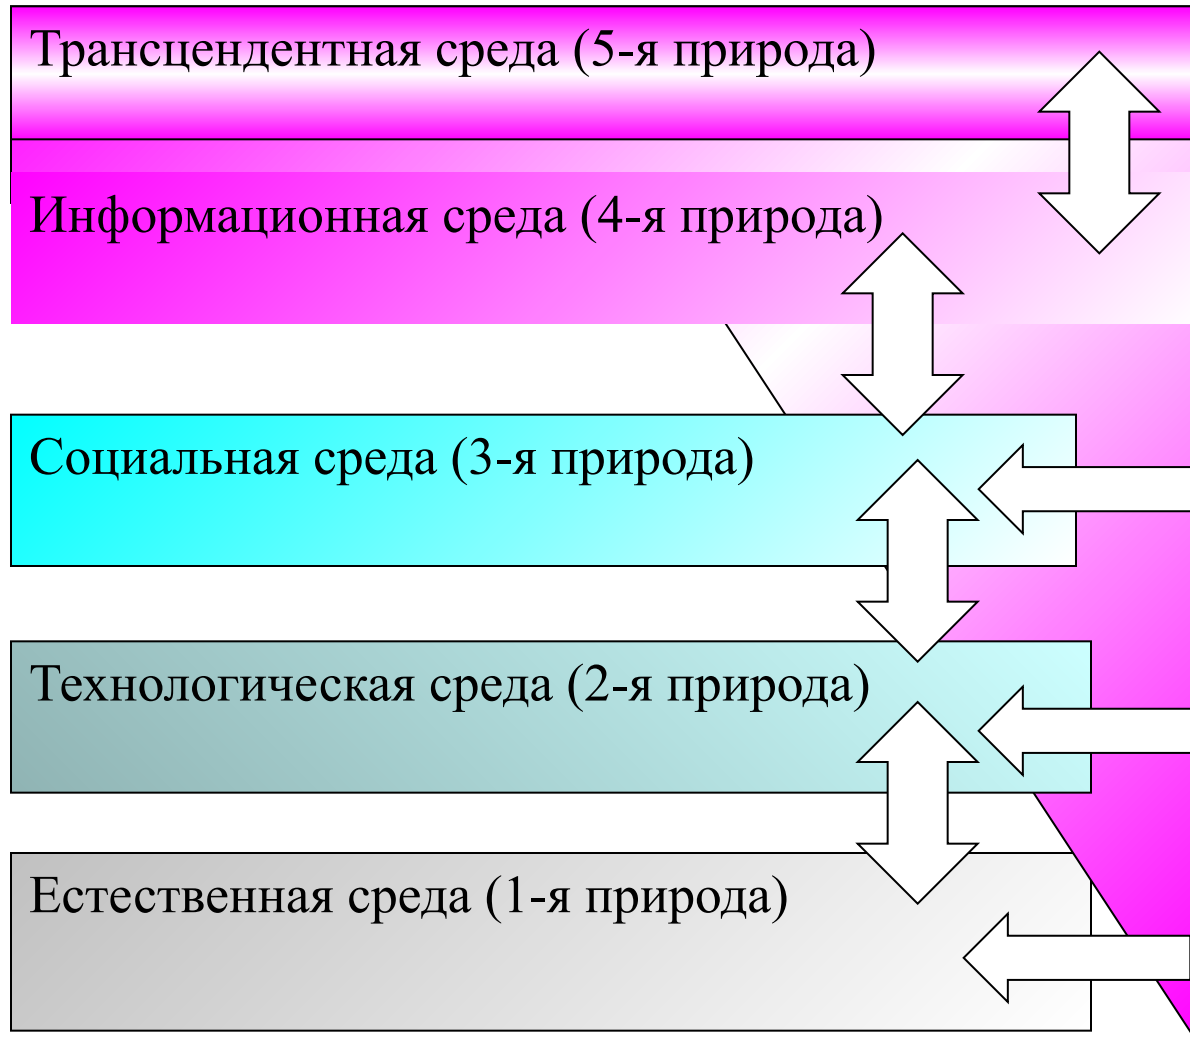 Трансцендентная среда (5-я природа)
Информационная среда (4-я природа)
Социальная среда (3-я природа)
Технологическая среда (2-я природа)
Естественная среда (1-я природа)